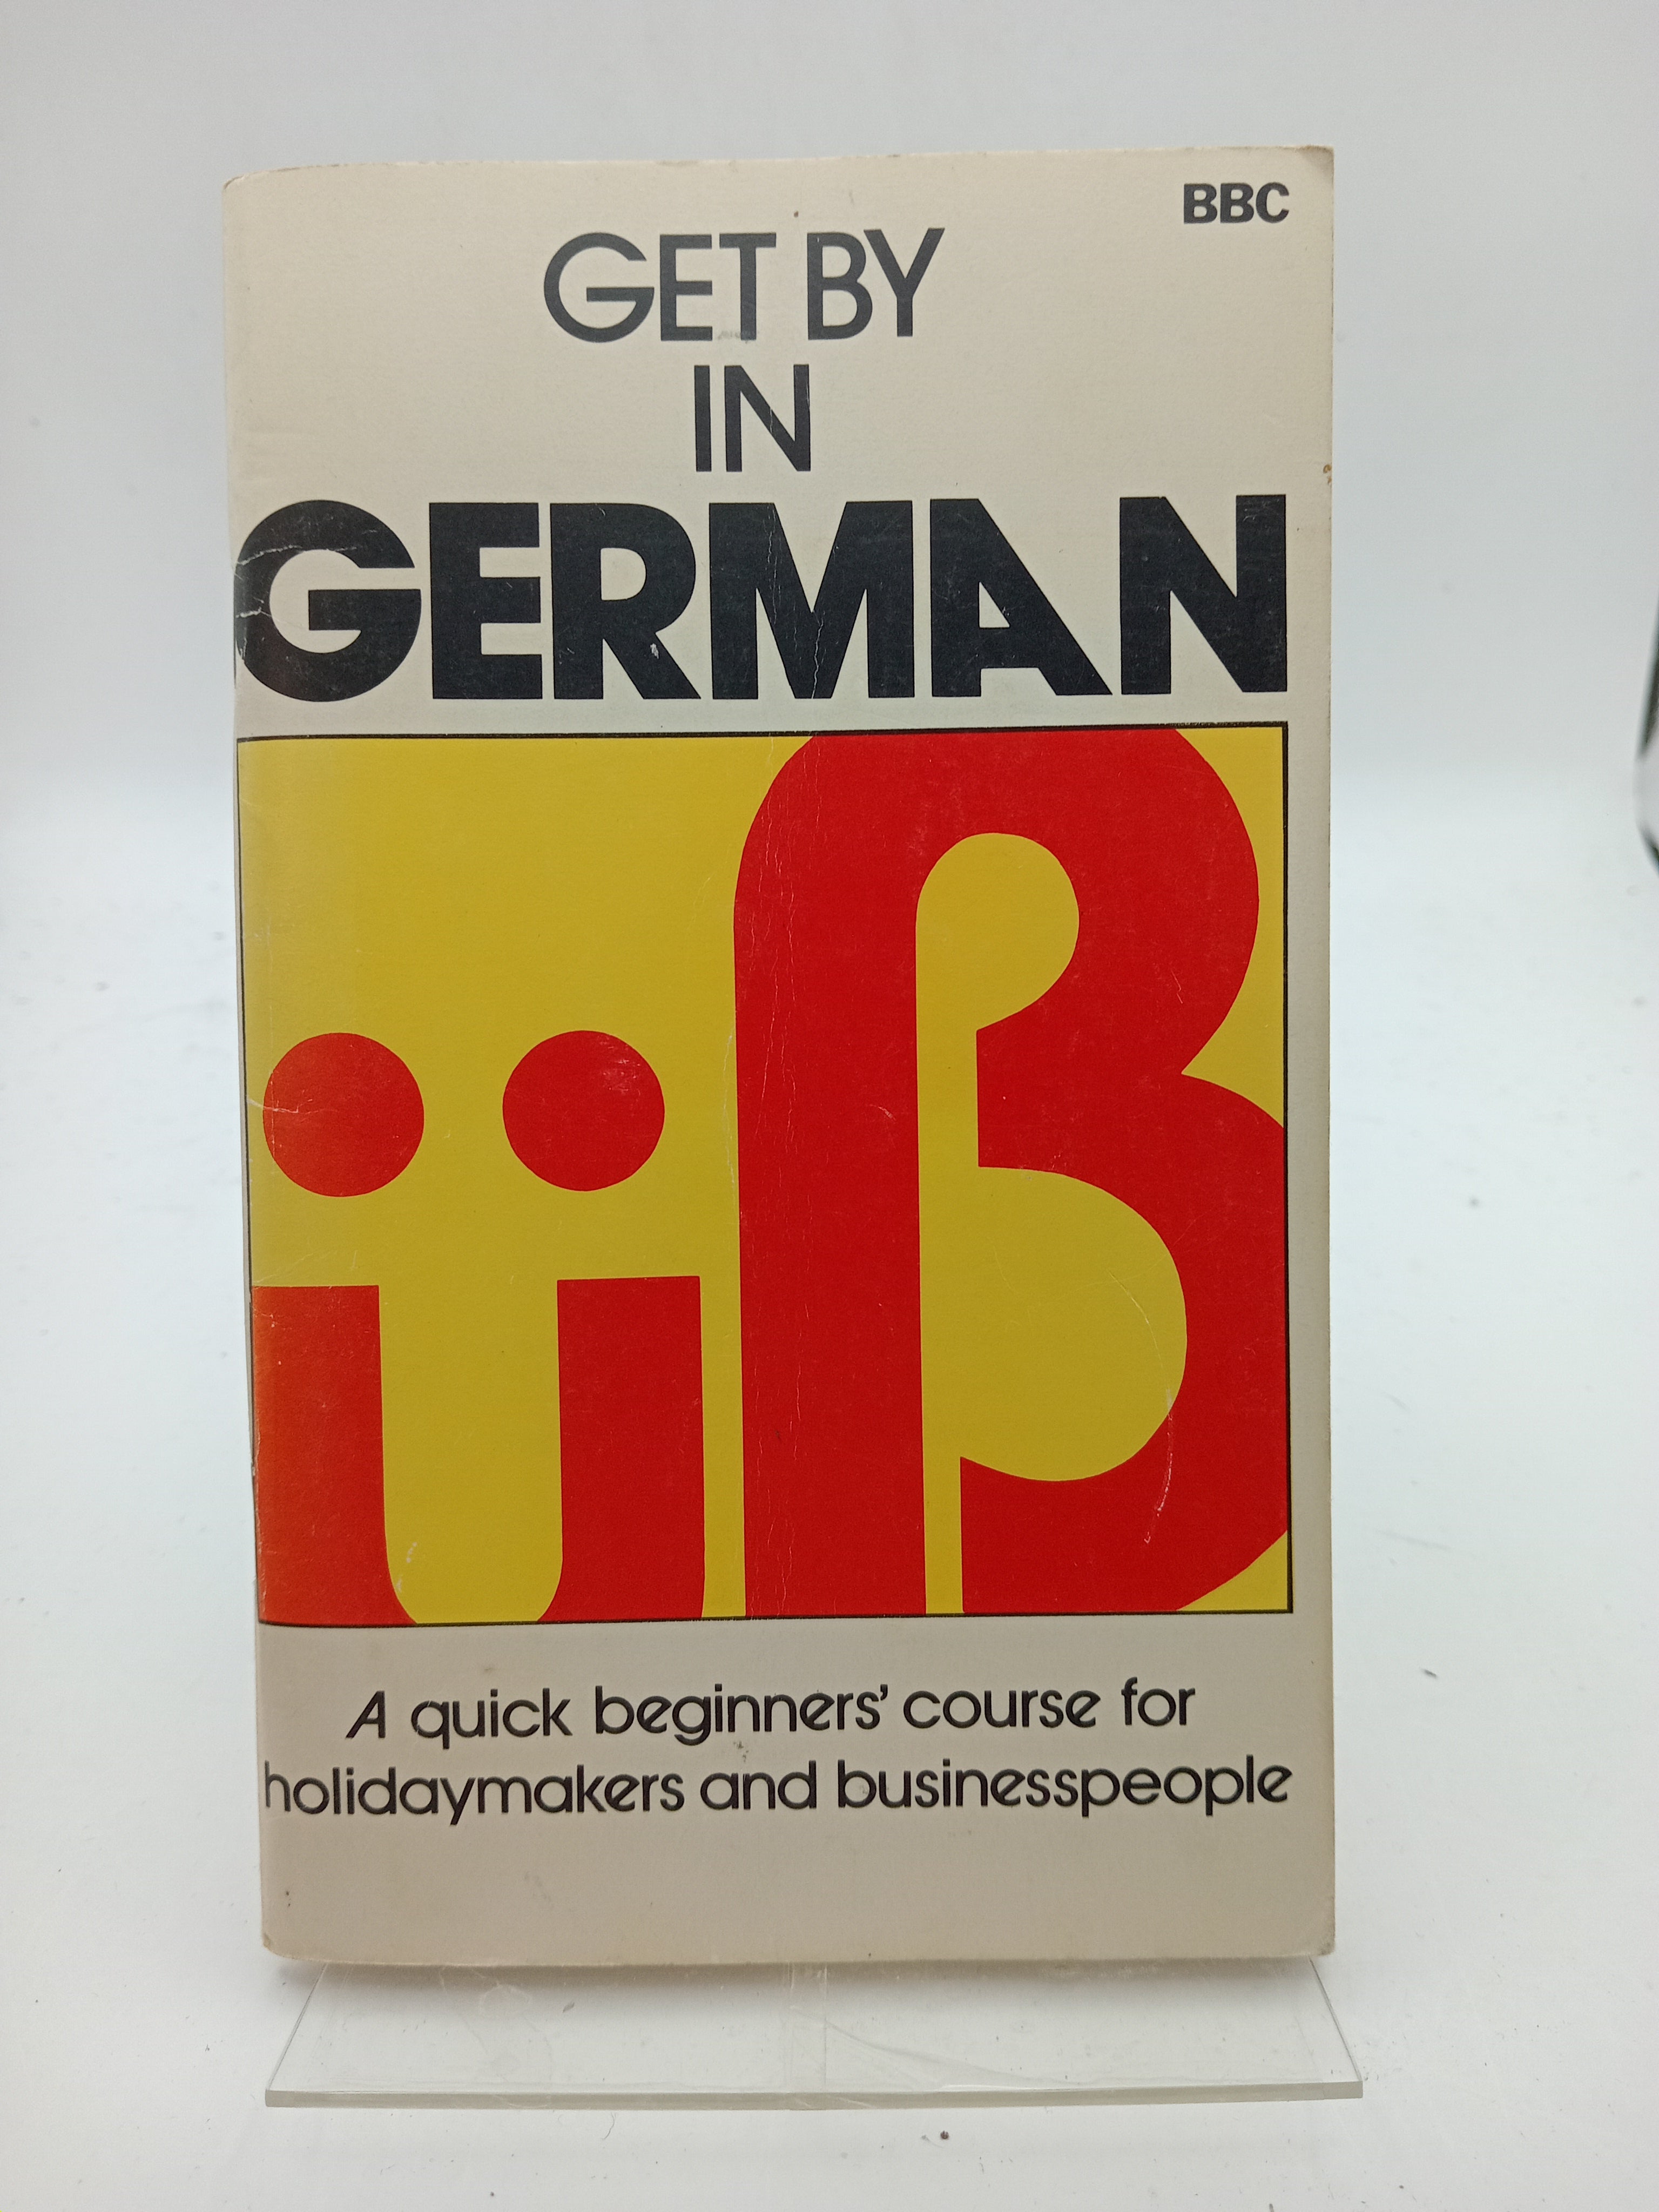 BBC
GET BY
IN
GERMAN
üß
A quick beginners' course for
holidaymakers and businesspeople